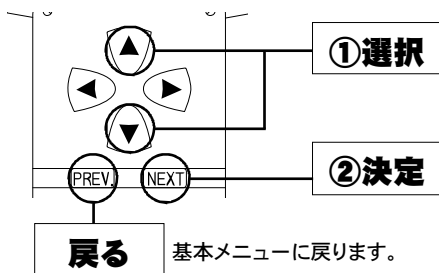 ①選択
②決定
PREV.
NEXT
戻る
基本メニューに戻ります。